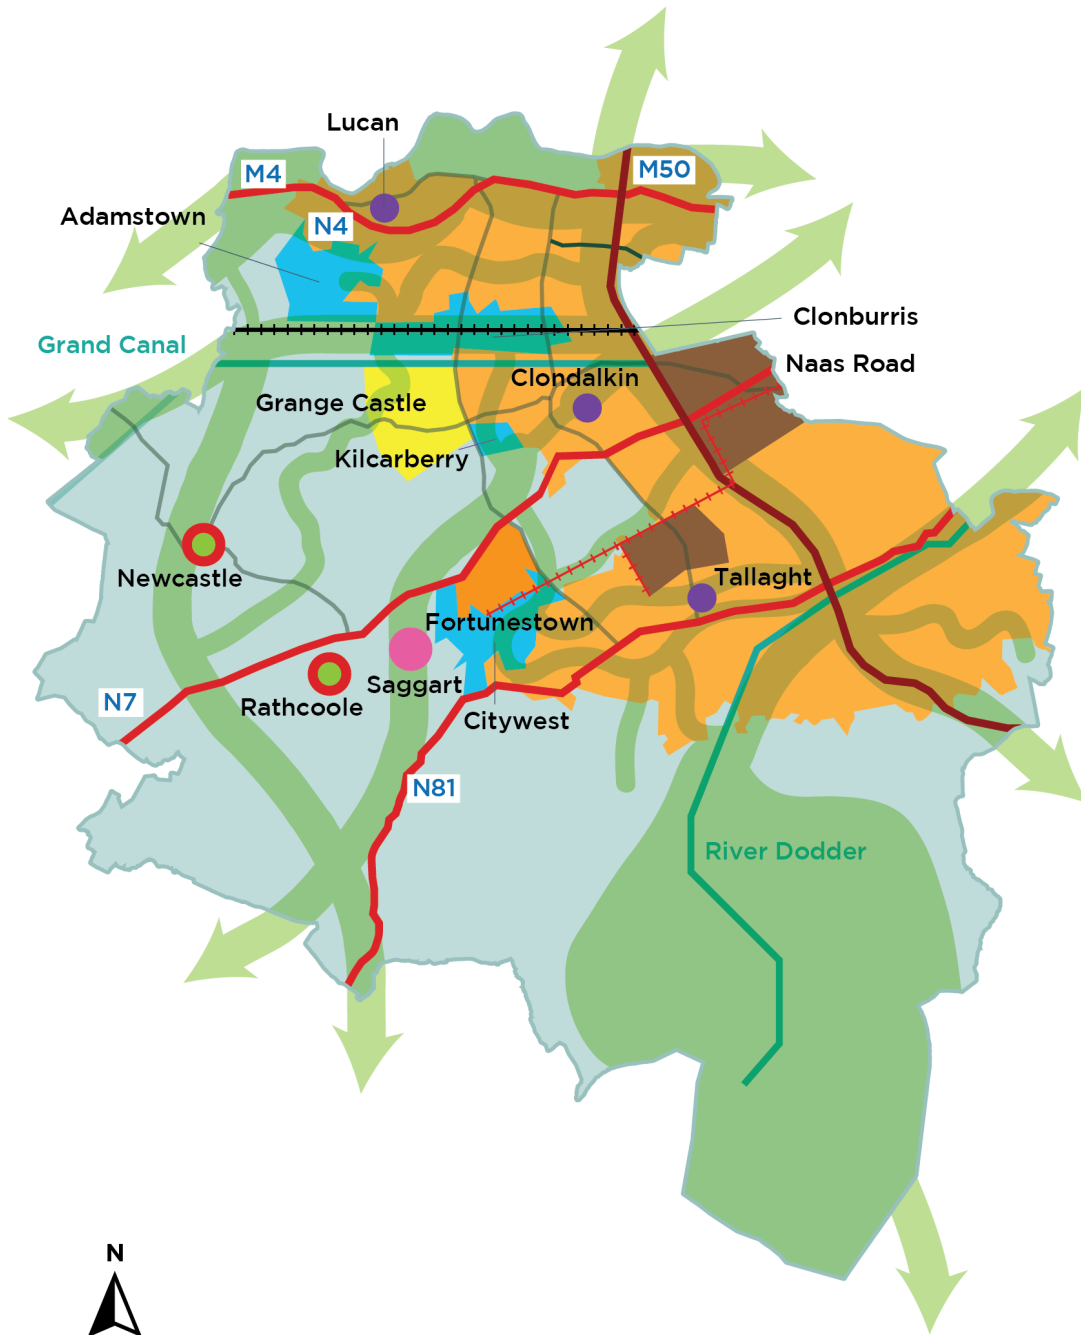 Lucan
M4
M50
Adamstown
N4
Clonburris
Grand Canal
Naas Road
Clondalkin
Grange Castle
Kilcarberry
Newcastle
Tallaght
Fortunestown
Saggart
Rathcoole
N7
Citywest
N81
River Dodder
N